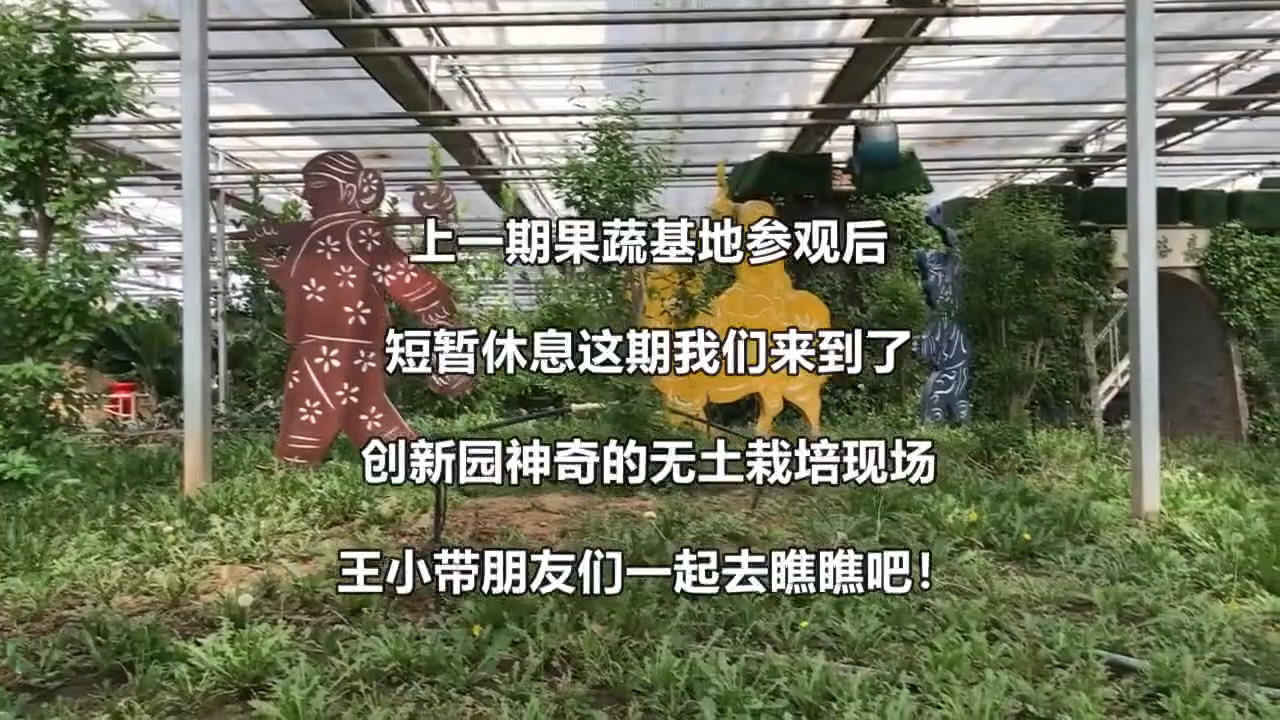 上一期果蔬基地参观后
短暂休息这期我们来到了
创新园神奇的无土栽培现场
王小带朋友们一起去瞧瞧吧！